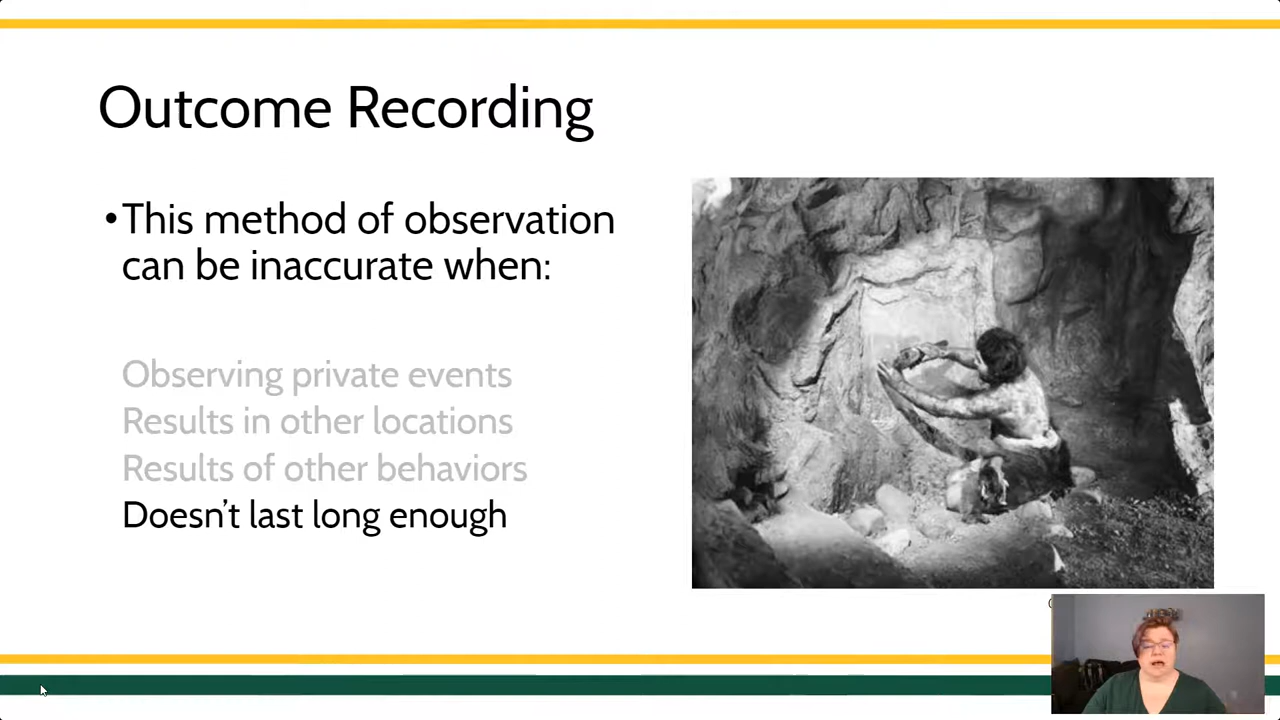 Outcome Recording
•This method of observation
can be inaccurate when:
Observing private events
Results in other locations
Results of other behaviors
Doesn't last long enough